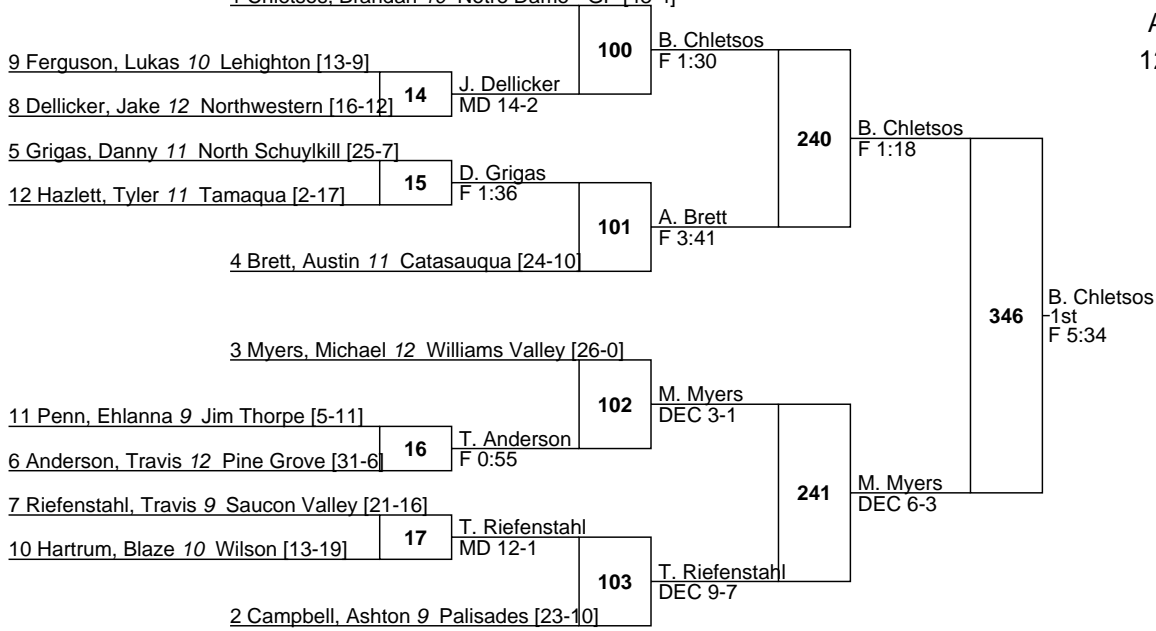 B. Chletsos
100
F 1:30
9 Ferguson, Lukas 10 Lehighton [13-9]
14
J. Dellicker
MD 14-2
8 Dellicker, Jake 12 Northwestern [16-12]
240
B. Chletsos
F 1:18
5 Grigas, Danny 11 North Schuylkill [25-7]
15
D. Grigas
F 1:36
12 Hazlett, Tyler 11 Tamaqua [2-17]
101
A. Brett
F 3:41
4 Brett, Austin 11 Catasauqua [24-10]
346
B. Chletsos
1st
F 5:34
3 Myers, Michael 12 Williams Valley [26-0]
102
M. Myers
DEC 3-1
11 Penn, Ehlanna 9 Jim Thorpe [5-11]
16
T. Anderson
F 0:55
6 Anderson, Travis 12 Pine Grove [31-6]
241
M. Myers
DEC 6-3
7 Riefenstahl, Travis 9 Saucon Valley [21-16]
17
T. Riefenstahl
MD 12-1
10 Hartrum, Blaze 10 Wilson [13-19]
103
T. Riefenstahl
DEC 9-7
2 Campbell, Ashton 9 Palisades [23-10]